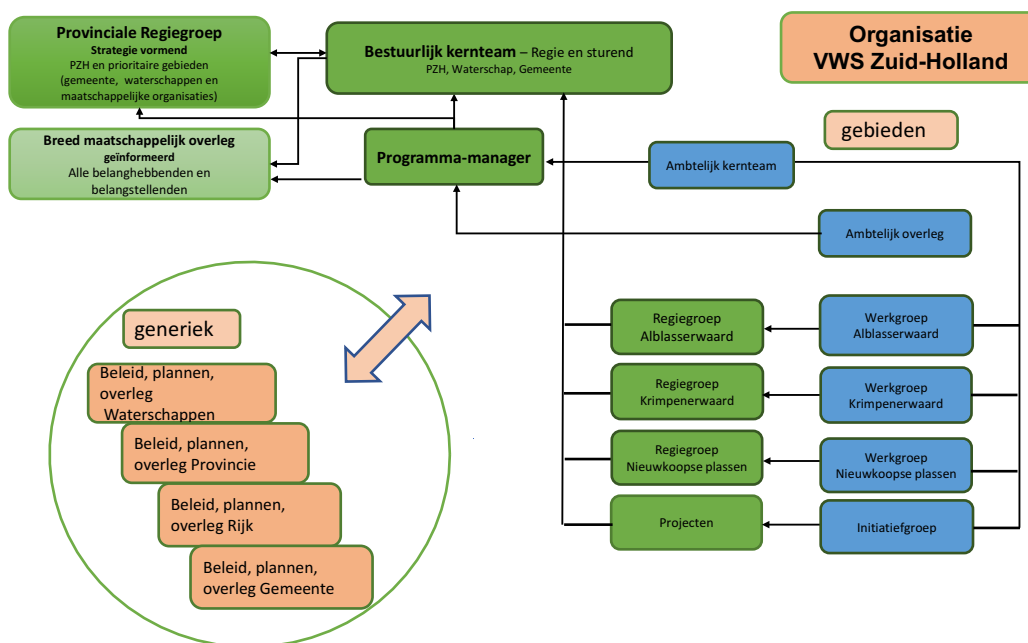 Provinciale Regiegroep
Strategie vormend
PZH en prioritaire gebieden
(gemeente, waterschappen en
maatschappelijke organisaties)
Bestuurlijk kernteam – Regie en sturend
PZH, Waterschap, Gemeente
Organisatie
VWS Zuid-Holland
Breed maatschappelijk overleg
geïnformeerd
Alle belanghebbenden en
belangstellenden
Programma-manager
gebieden
Ambtelijk kernteam
Ambtelijk overleg
generiek
Beleid, plannen,
overleg
Waterschappen
Beleid, plannen,
overleg Provincie
Beleid, plannen,
overleg Rijk
Beleid, plannen,
overleg Gemeente
Regiegroep
Alblasserwaard
Werkgroep
Alblasserwaard
Regiegroep
Krimpenerwaard
Werkgroep
Krimpenerwaard
Regiegroep
Nieuwkoopse plassen
Werkgroep
Nieuwkoopse plassen
Projecten
Initiatiefgroep